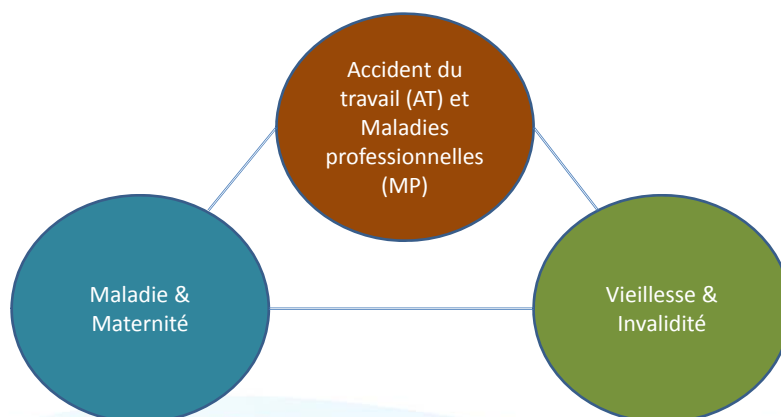 Accident du
travail (AT) et
Maladies
professionnelles
(MP)
Maladie &
Maternité
Vieillesse &
Invalidité